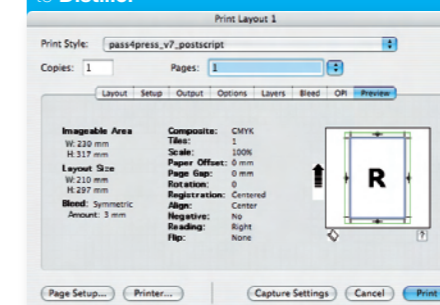 to Distiller
Print Layout 1
Print Style: pass4press_v7_postscript
Copies: 1 Pages: 1
Layout Setup Output Options Layers Bleed OPI Preview
Imageable Area
W: 230 mm
H: 317 mm
Layout Size
W: 210 mm
H: 297 mm
Bleed: Symmetric
Amount: 3 mm
Composite: CMYK
Tiles: 1
Scale: 100%
Paper Offset: 0 mm
Page Gap: 0 mm
Rotation: 0
Registration: Centered
Align: Center
Negative: No
Reading: Right
Flip: None
R
?
Page Setup... Printer... Capture Settings Cancel Print